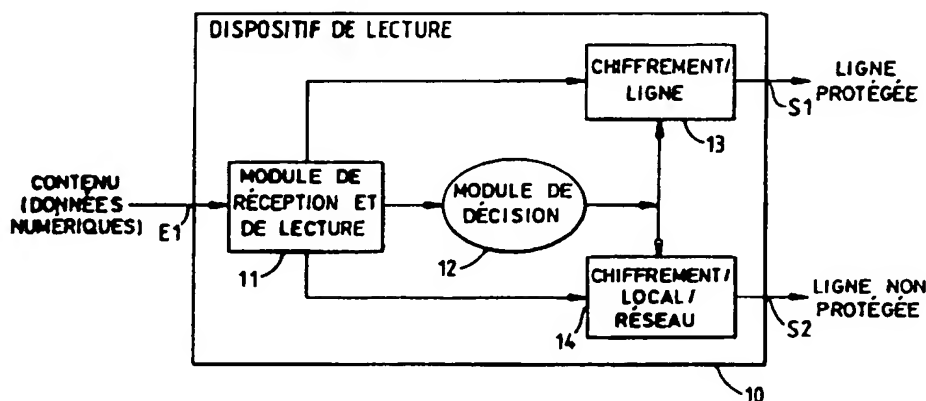 DISPOSITIF DE LECTURE
CHIFFREMENT/
LIGNE
13
S1
LIGNE
PROTÉGÉE
CONTENU
(DONNÉES
NUMÉRIQUES)
E1
MODULE DE
RÉCEPTION ET
DE LECTURE
11
MODULE DE
DÉCISION
12
CHIFFREMENT/
LOCAL/
RÉSEAU
14
S2
LIGNE NON
PROTÉGÉE
10